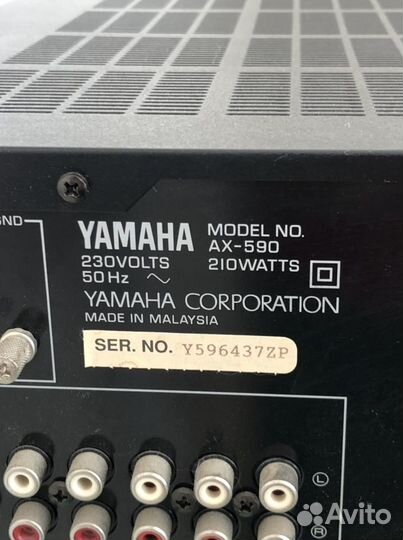 GND
YAMAHA MODEL NO.
AX-590
230VOLTS 210WATTS
50Hz ~
YAMAHA CORPORATION
MADE IN MALAYSIA
SER. NO. Y596437ZP
L
R
Avito